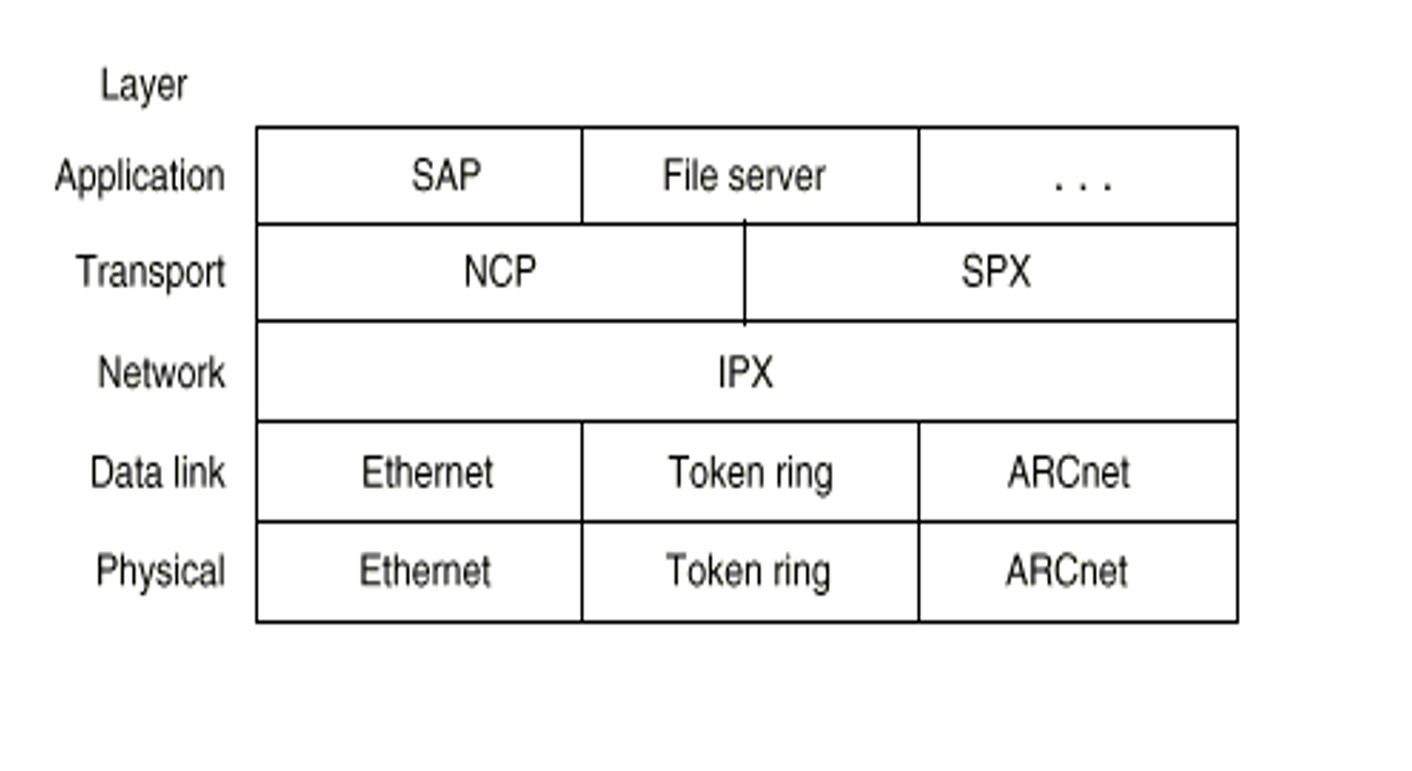 Layer
Application SAP File server . . .
Transport NCP SPX
Network IPX
Data link Ethernet Token ring ARCnet
Physical Ethernet Token ring ARCnet